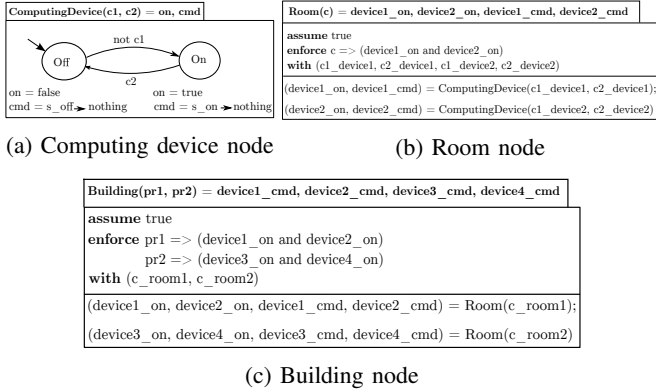 ComputingDevice(c1, c2) = on, cmd
not c1
Off
On
c2
on = false
cmd = s_off → nothing
on = true
cmd = s_on → nothing
(a) Computing device node
Room(c) = device1_on, device2_on, device1_cmd, device2_cmd
assume true
enforce c => (device1_on and device2_on)
with (c1_device1, c2_device1, c1_device2, c2_device2)
(device1_on, device1_cmd) = ComputingDevice(c1_device1, c2_device1);
(device2_on, device2_cmd) = ComputingDevice(c1_device2, c2_device2)
(b) Room node
Building(pr1, pr2) = device1_cmd, device2_cmd, device3_cmd, device4_cmd
assume true
enforce pr1 => (device1_on and device2_on)
pr2 => (device3_on and device4_on)
with (c_room1, c_room2)
(device1_on, device2_on, device1_cmd, device2_cmd) = Room(c_room1);
(device3_on, device4_on, device3_cmd, device4_cmd) = Room(c_room2)
(c) Building node